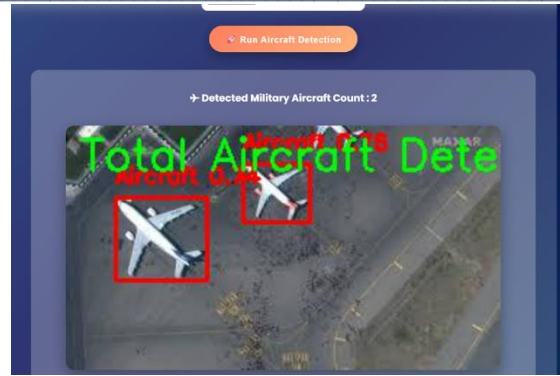 Run Aircraft Detection
✈ Detected Military Aircraft Count : 2
MAXAR
Total Aircraft Dete
Aircraft
Aircraft